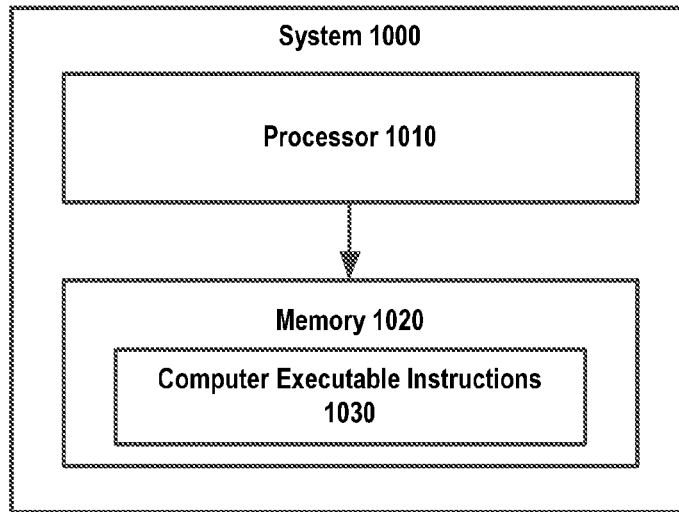 System 1000
Processor 1010
Memory 1020
Computer Executable Instructions
1030